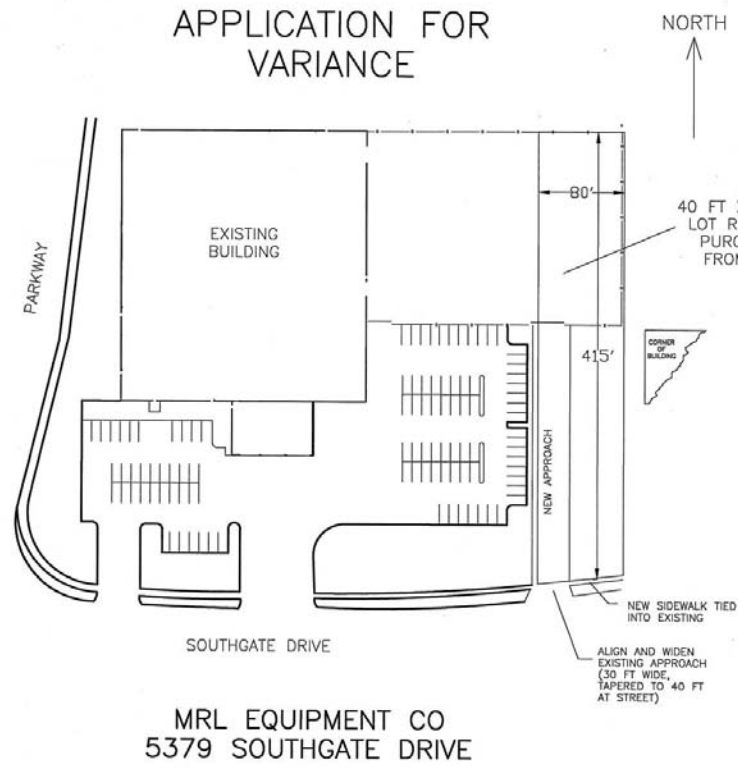 APPLICATION FOR
VARIANCE
NORTH
80'
40 FT
LOT R
PURC
FROM
EXISTING
BUILDING
PARKWAY
CORNER
OF
BUILDING
415'
NEW APPROACH
NEW SIDEWALK TIED
INTO EXISTING
SOUTHGATE DRIVE
ALIGN AND WIDEN
EXISTING APPROACH
(30 FT WIDE,
TAPERED TO 40 FT
AT STREET)
MRL EQUIPMENT CO
5379 SOUTHGATE DRIVE